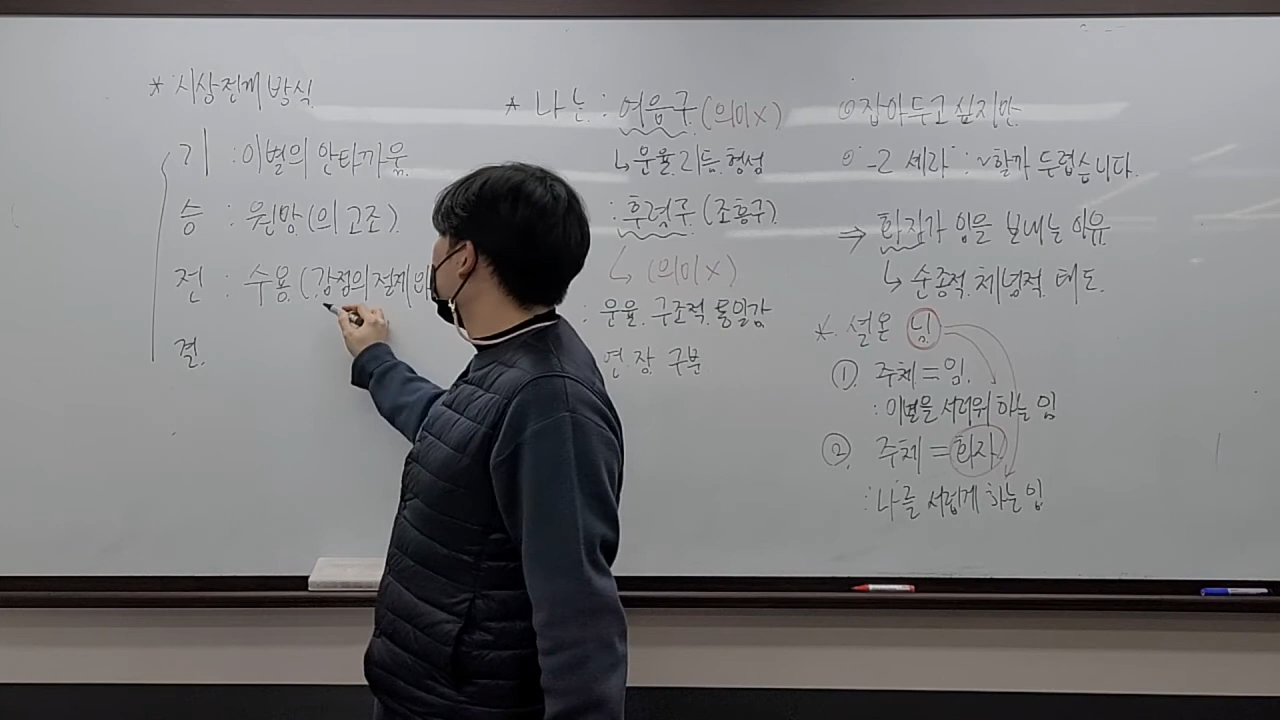 * 시상전개 방식
기 : 이별의 안타까움
승 : 원망(의 고조)
전 : 수용 (감정의 절제
결
* 나는 : 여음구 (의미X)
↳ 운율 리듬 형성
: 후렴구 (조흥구)
↳ (의미X)
: 운율. 구조적. 통일감
연. 장 구분
◎ 잡아두고 싶지만
◎ -ㄹ 셰라 : ~할까 두렵습니다.
⇒ 화자가 임을 보내는 이유
↳ 순종적. 체념적 태도.
* 설온 님
① 주체 = 임.
: 이별을 서러워 하는 임
② 주체 = 화자
: 나를 서럽게 하는 임